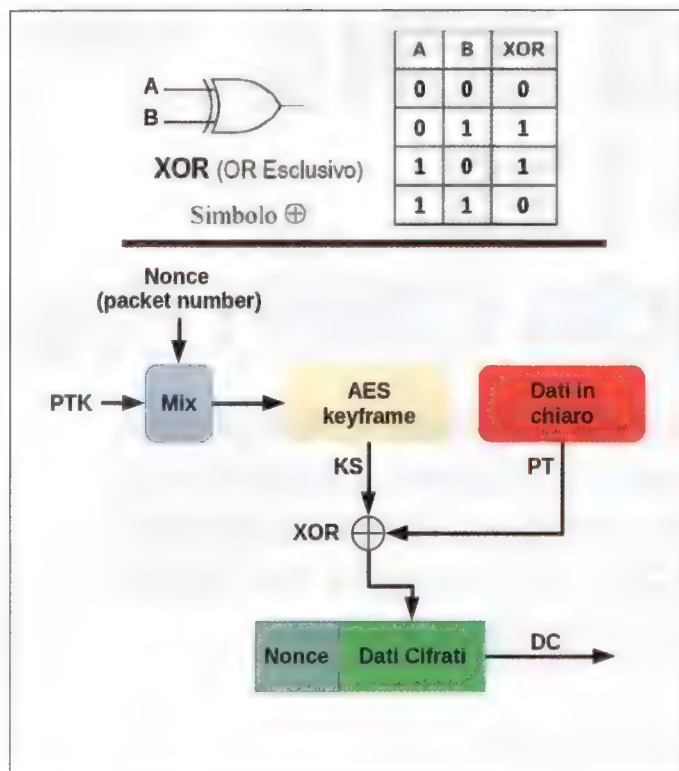 A B XOR
0 0 0
0 1 1
1 0 1
1 1 0
A
B
XOR (OR Esclusivo)
Simbolo ⊕
Nonce
(packet number)
PTK
Mix
AES
keyframe
Dati in
chiaro
KS
PT
XOR
Nonce
Dati Cifrati
DC